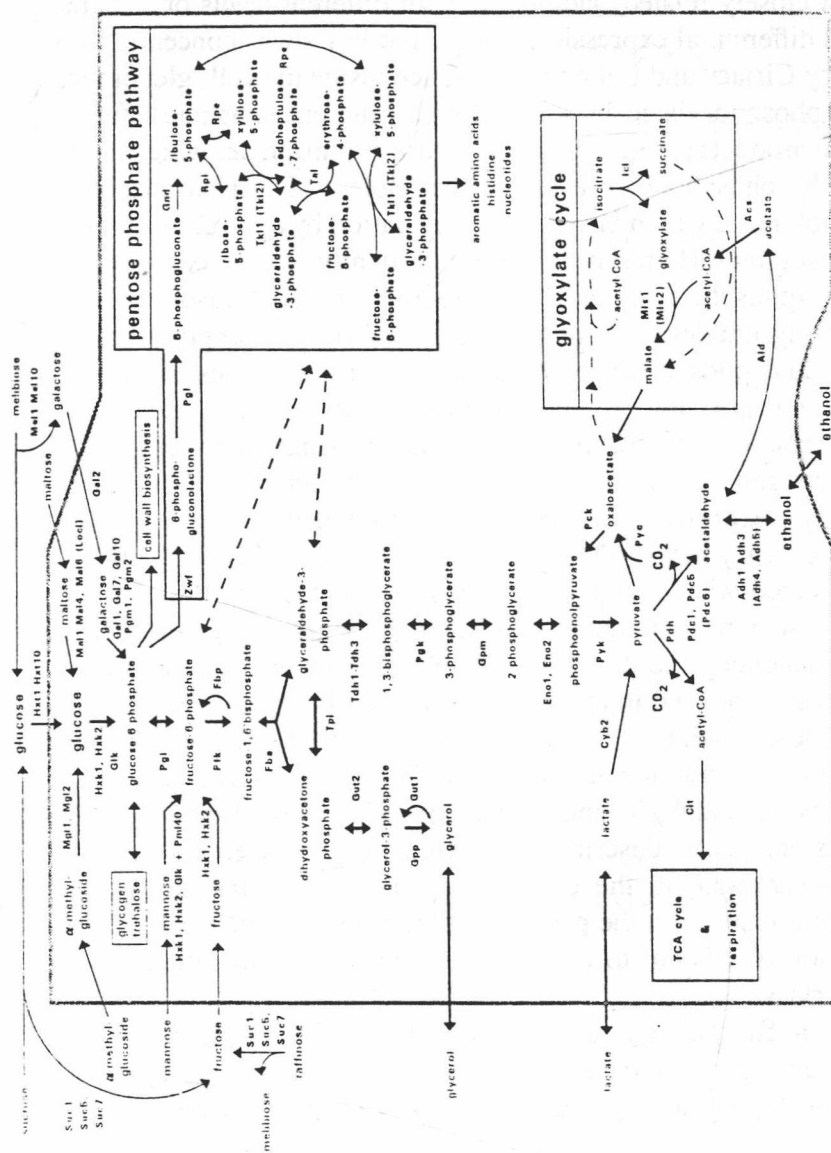 sucrose
Suc1
Suc5
Suc7
glucose
melibiose
Mel1 Mel10
galactose
Hxt1 Hxt10
maltose
α methyl-
glucoside
Mgl1, Mgl2
α methyl-
glucoside
glucose
maltose
Mal4, Mal6 (LocI)
Gal2
galactose
Gal1, Gal7, Gal10
Pgm1, Pgm2
Hxk1, Hxk2
Glk
glucose 6 phosphate
glycogen
trehalose
cell wall biosynthesis
Zwf
6-phospho-
gluconolactone
Pgl
pentose phosphate pathway
6-phosphogluconate
Gnd
ribulose-
5-phosphate
Rpi
Rpe
ribose-
5-phosphate
xylulose
5-phosphate
Tkl1 (Tkl2)
glyceraldehyde
-3-phosphate
sedoheptulose
-7-phosphate
Rpe
Tal
fructose-
6-phosphate
erythrose-
4-phosphate
Tkl1 (Tkl2)
fructose-
6-phosphate
glyceraldehyde
-3-phosphate
xylulose-
5-phosphate
aromatic amino acids
histidine
nucleotides
mannose
mannose
Hxk1, Hxk2, Glk + Pmi40
Pgi
fructose
fructose
Hxk1, Hxk2
fructose-6-phosphate
Suc5,
Suc7
raffinose
melibiose
Pfk
Fbp
fructose-1,6-bisphosphate
Fba
dihydroxyacetone
phosphate
Tpi
glyceraldehyde-3-
phosphate
Gut2
Tdh1-Tdh3
glycerol-3-phosphate
1,3-bisphosphoglycerate
Gpp
Gut1
Pgk
glycerol
glycerol
3-phosphoglycerate
Gpm
2 phosphoglycerate
Eno1, Eno2
phosphoenolpyruvate
Pck
Pyk
oxaloacetate
lactate
lactate
Cyb2
pyruvate
Pyc
Pdh
CO2
CO2
Pdc1, Pdc5
(Pdc6)
acetyl-CoA
acetaldehyde
Cit
TCA cycle
&
respiration
Adh1 Adh3
(Adh4, Adh5)
ethanol
ethanol
Ald
glyoxylate cycle
isocitrate
Icl
succinate
acetyl CoA
glyoxylate
Mls1
(Mls2)
malate
acetyl-CoA
Acs
acetate